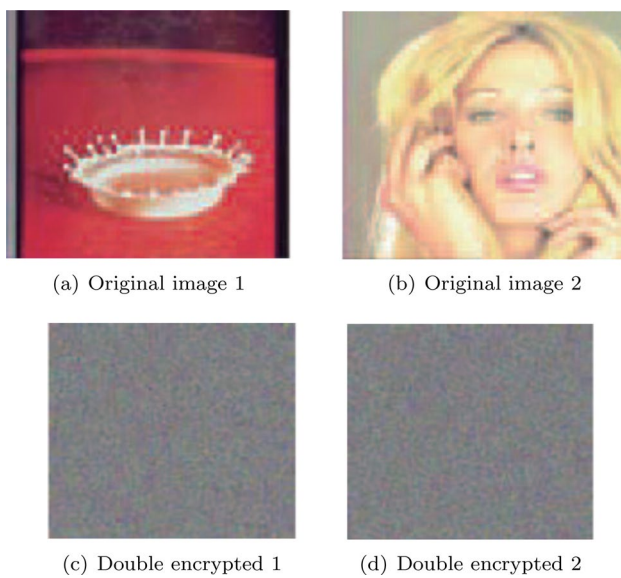 (a) Original image 1
(b) Original image 2
(c) Double encrypted 1
(d) Double encrypted 2